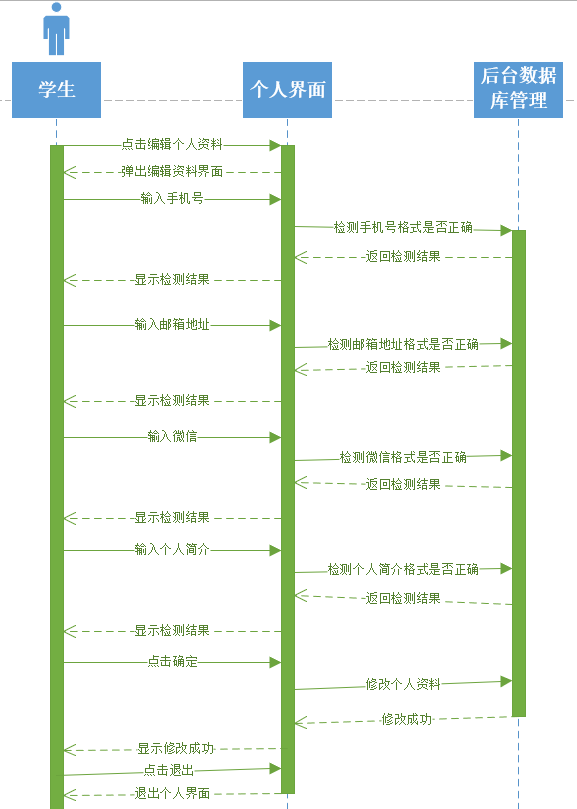 学生
个人界面
后台数据
库管理
点击编辑个人资料
弹出编辑资料界面
输入手机号
检测手机号格式是否正确
返回检测结果
显示检测结果
输入邮箱地址
检测邮箱地址格式是否正确
返回检测结果
显示检测结果
输入微信
检测微信格式是否正确
返回检测结果
显示检测结果
输入个人简介
检测个人简介格式是否正确
返回检测结果
显示检测结果
点击确定
修改个人资料
修改成功
显示修改成功
点击退出
退出个人界面